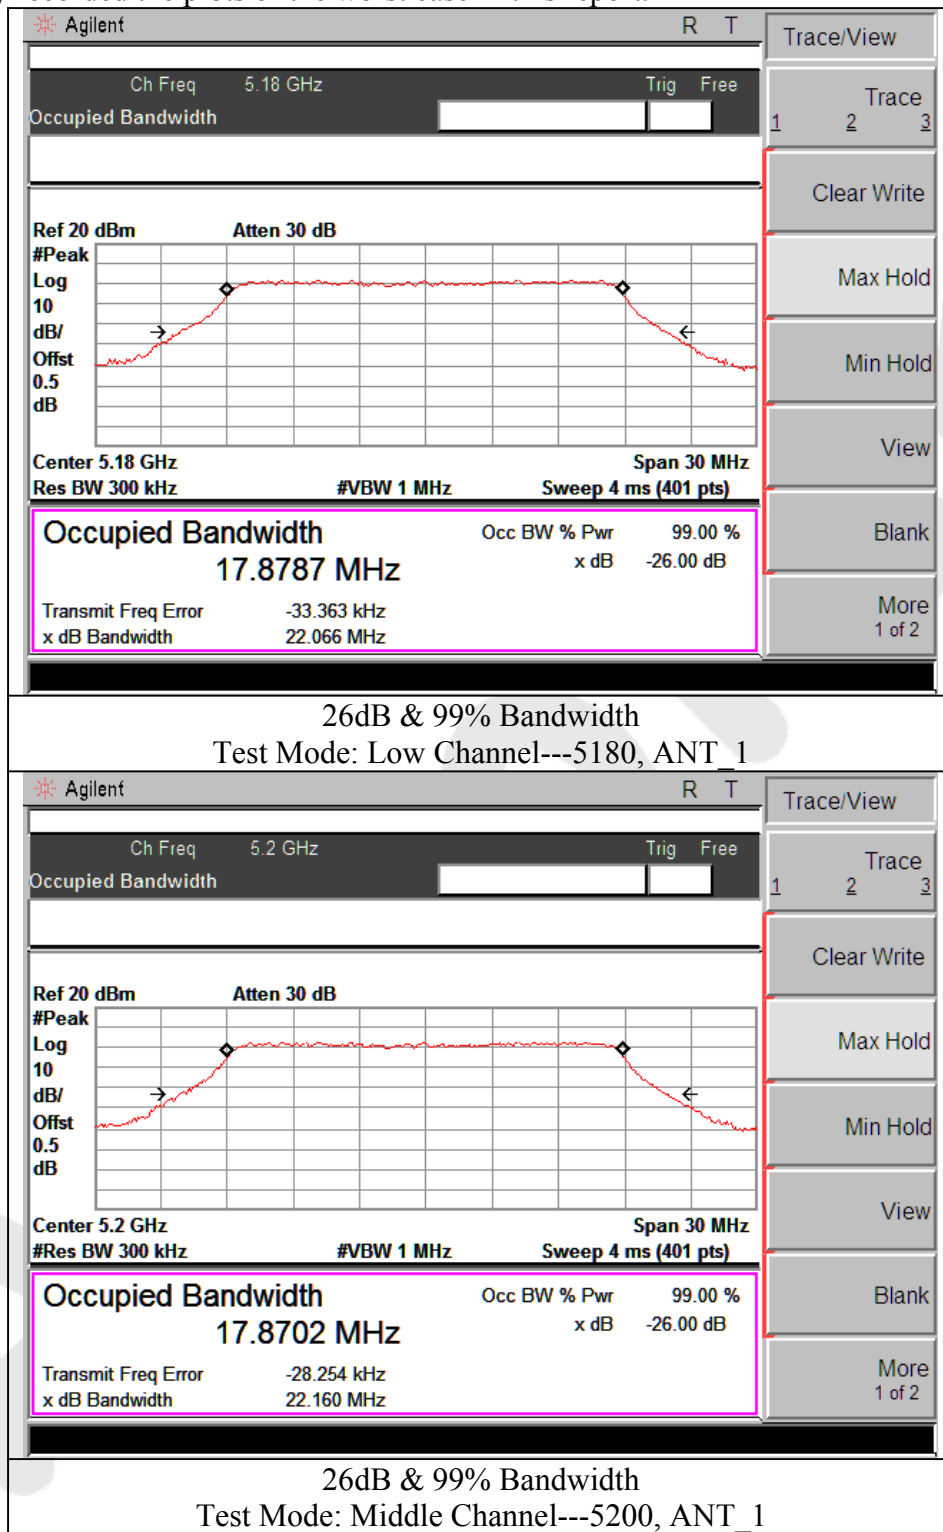 Agilent R T
Trace/View
Ch Freq 5.18 GHz Trig Free
Occupied Bandwidth
Trace
1 2 3
Clear Write
Ref 20 dBm Atten 30 dB
#Peak
Log
10
dB/
Offst
0.5
dB
Max Hold
Min Hold
View
Center 5.18 GHz Span 30 MHz
Res BW 300 kHz #VBW 1 MHz Sweep 4 ms (401 pts)
Occupied Bandwidth Occ BW % Pwr 99.00 %
17.8787 MHz x dB -26.00 dB
Blank
Transmit Freq Error -33.363 kHz
x dB Bandwidth 22.066 MHz
More
1 of 2
26dB & 99% Bandwidth
Test Mode: Low Channel---5180, ANT_1
Agilent R T
Trace/View
Ch Freq 5.2 GHz Trig Free
Occupied Bandwidth
Trace
1 2 3
Clear Write
Ref 20 dBm Atten 30 dB
#Peak
Log
10
dB/
Offst
0.5
dB
Max Hold
Min Hold
View
Center 5.2 GHz Span 30 MHz
#Res BW 300 kHz #VBW 1 MHz Sweep 4 ms (401 pts)
Occupied Bandwidth Occ BW % Pwr 99.00 %
17.8702 MHz x dB -26.00 dB
Blank
Transmit Freq Error -28.254 kHz
x dB Bandwidth 22.160 MHz
More
1 of 2
26dB & 99% Bandwidth
Test Mode: Middle Channel---5200, ANT_1